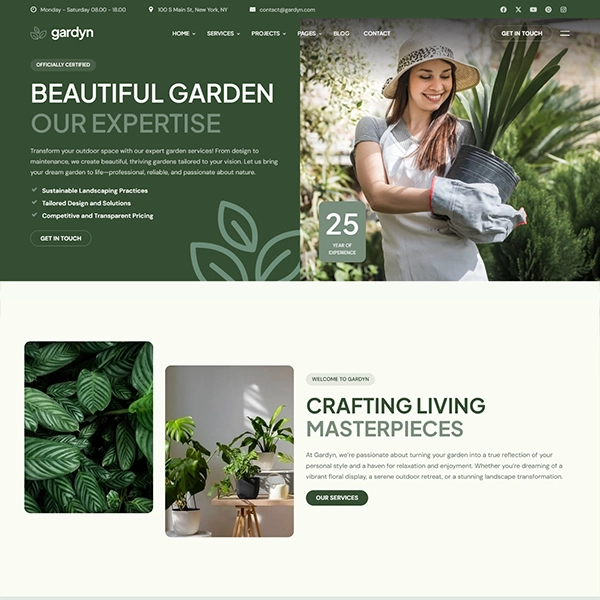 Monday - Saturday 08.00 - 18.00
100 S Main St, New York, NY
contact@gardyn.com
gardyn
HOME
SERVICES
PROJECTS
PAGES
BLOG
CONTACT
GET IN TOUCH
OFFICIALLY CERTIFIED
BEAUTIFUL GARDEN
OUR EXPERTISE
Transform your outdoor space with our expert garden services! From design to
maintenance, we create beautiful, thriving gardens tailored to your vision. Let us bring
your dream garden to life—professional, reliable, and passionate about nature.
Sustainable Landscaping Practices
Tailored Design and Solutions
Competitive and Transparent Pricing
GET IN TOUCH
25
YEAR OF
EXPERIENCE
WELCOME TO GARDYN
CRAFTING LIVING
MASTERPIECES
At Gardyn, we're passionate about turning your garden into a true reflection of your
personal style and a haven for relaxation and enjoyment. Whether you're dreaming of a
vibrant floral display, a serene outdoor retreat, or a stunning landscape transformation.
OUR SERVICES